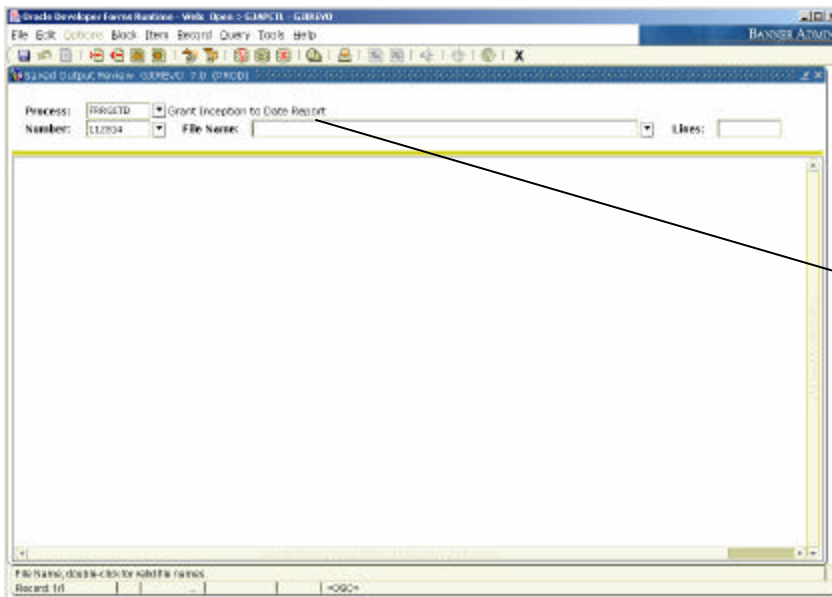 Oracle Developer Forms Runtime - Web: Open > GJAPCTL - GJIREVO
File Edit Options Block Item Record Query Tools Help
BANNER ADMIN
Saved Output Review GJIREVO 7.0 (PROD)
Process: FRRGITD Grant Inception to Date Report
Number: 112814 File Name: Lines:
File Name, double-click for valid file names.
Record: 1/1 ... <OSC>